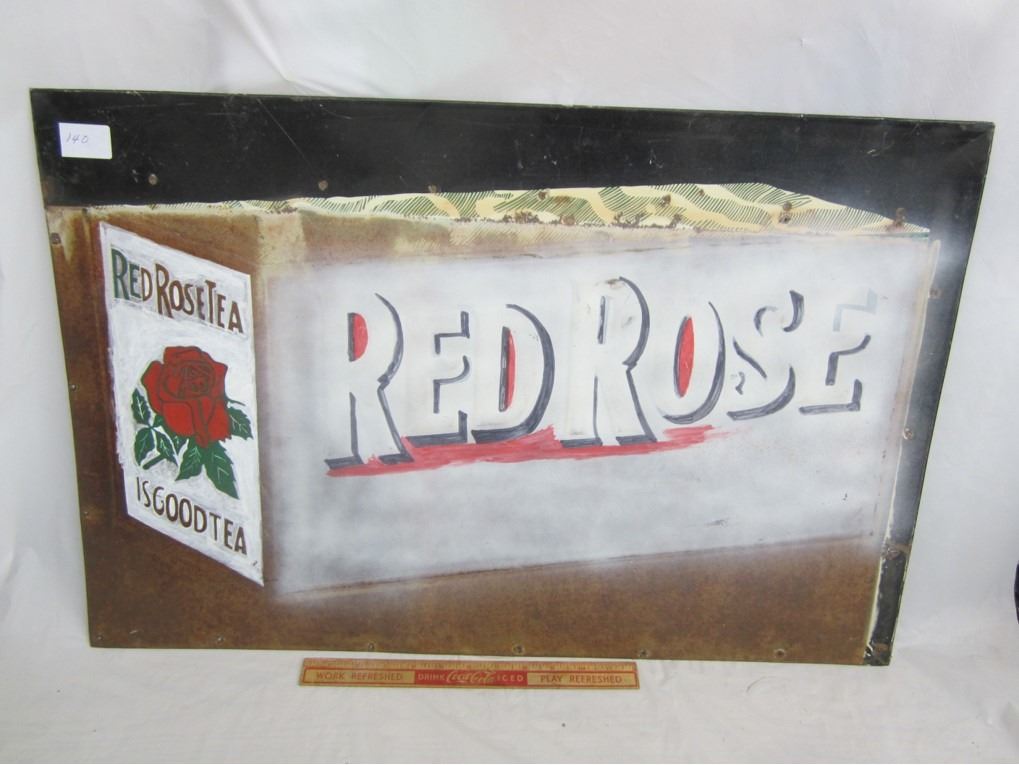 140
RED ROSE TEA
IS GOOD TEA
RED ROSE
WORK REFRESHED DRINK Coca-Cola ICED PLAY REFRESHED